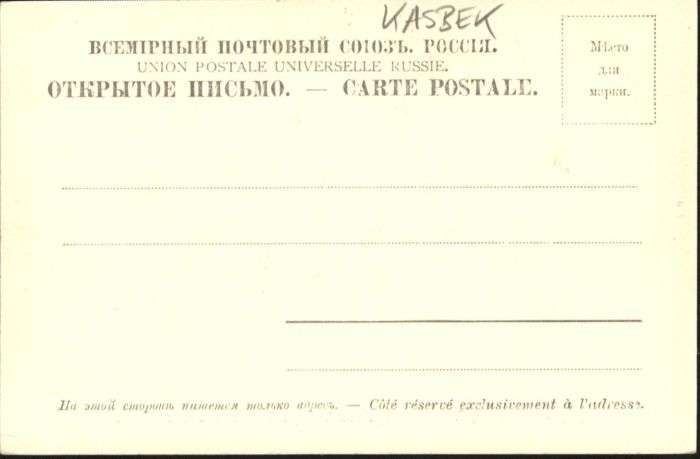 KASBEK
ВСЕМІРНЫЙ ПОЧТОВЫЙ СОЮЗЪ. РОССІЯ.
UNION POSTALE UNIVERSELLE RUSSIE.
ОТКРЫТОЕ ПИСЬМО. — CARTE POSTALE.
Мѣсто
для
марки.
На этой сторонѣ пишется только адресъ. — Côté réservé exclusivement à l'adresse.